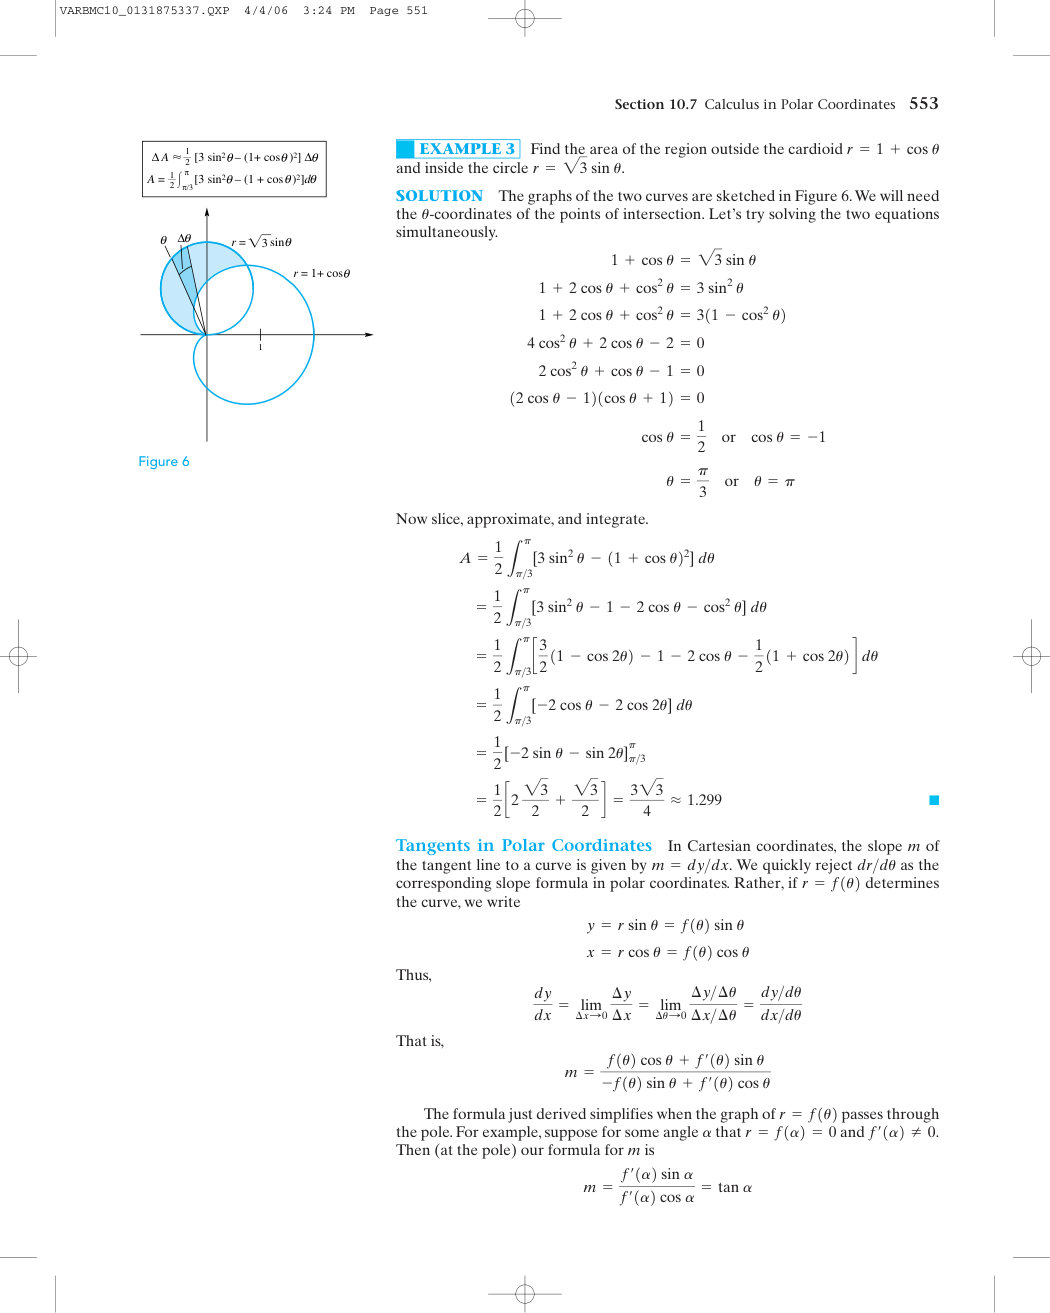 VARBMC10_0131875337.QXP 4/4/06 3:24 PM Page 551
Section 10.7 Calculus in Polar Coordinates 553
ΔA ≈ 1/2 [3 sin²θ – (1+ cosθ)²] Δθ
A = 1/2 ∫_{π/3}^{π} [3 sin²θ – (1 + cosθ)²]dθ
θ Δθ r = √3 sinθ
r = 1+ cosθ
1
Figure 6
EXAMPLE 3 Find the area of the region outside the cardioid r = 1 + cos θ
and inside the circle r = √3 sin θ.
SOLUTION The graphs of the two curves are sketched in Figure 6. We will need
the θ-coordinates of the points of intersection. Let’s try solving the two equations
simultaneously.
1 + cos θ = √3 sin θ
1 + 2 cos θ + cos² θ = 3 sin² θ
1 + 2 cos θ + cos² θ = 3(1 − cos² θ)
4 cos² θ + 2 cos θ − 2 = 0
2 cos² θ + cos θ − 1 = 0
(2 cos θ − 1)(cos θ + 1) = 0
cos θ = 1/2 or cos θ = −1
θ = π/3 or θ = π
Now slice, approximate, and integrate.
A = 1/2 ∫_{π/3}^{π} [3 sin² θ − (1 + cos θ)²] dθ
= 1/2 ∫_{π/3}^{π} [3 sin² θ − 1 − 2 cos θ − cos² θ] dθ
= 1/2 ∫_{π/3}^{π} [3/2 (1 − cos 2θ) − 1 − 2 cos θ − 1/2 (1 + cos 2θ)] dθ
= 1/2 ∫_{π/3}^{π} [−2 cos θ − 2 cos 2θ] dθ
= 1/2 [−2 sin θ − sin 2θ]_{π/3}^{π}
= 1/2 [2 √3/2 + √3/2] = 3√3/4 ≈ 1.299
Tangents in Polar Coordinates In Cartesian coordinates, the slope m of
the tangent line to a curve is given by m = dy/dx. We quickly reject dr/dθ as the
corresponding slope formula in polar coordinates. Rather, if r = f(θ) determines
the curve, we write
y = r sin θ = f(θ) sin θ
x = r cos θ = f(θ) cos θ
Thus,
dy/dx = lim_{Δx→0} Δy/Δx = lim_{Δθ→0} (Δy/Δθ)/(Δx/Δθ) = (dy/dθ)/(dx/dθ)
That is,
m = (f(θ) cos θ + f′(θ) sin θ)/(−f(θ) sin θ + f′(θ) cos θ)
The formula just derived simplifies when the graph of r = f(θ) passes through
the pole. For example, suppose for some angle α that r = f(α) = 0 and f′(α) ≠ 0.
Then (at the pole) our formula for m is
m = (f′(α) sin α)/(f′(α) cos α) = tan α